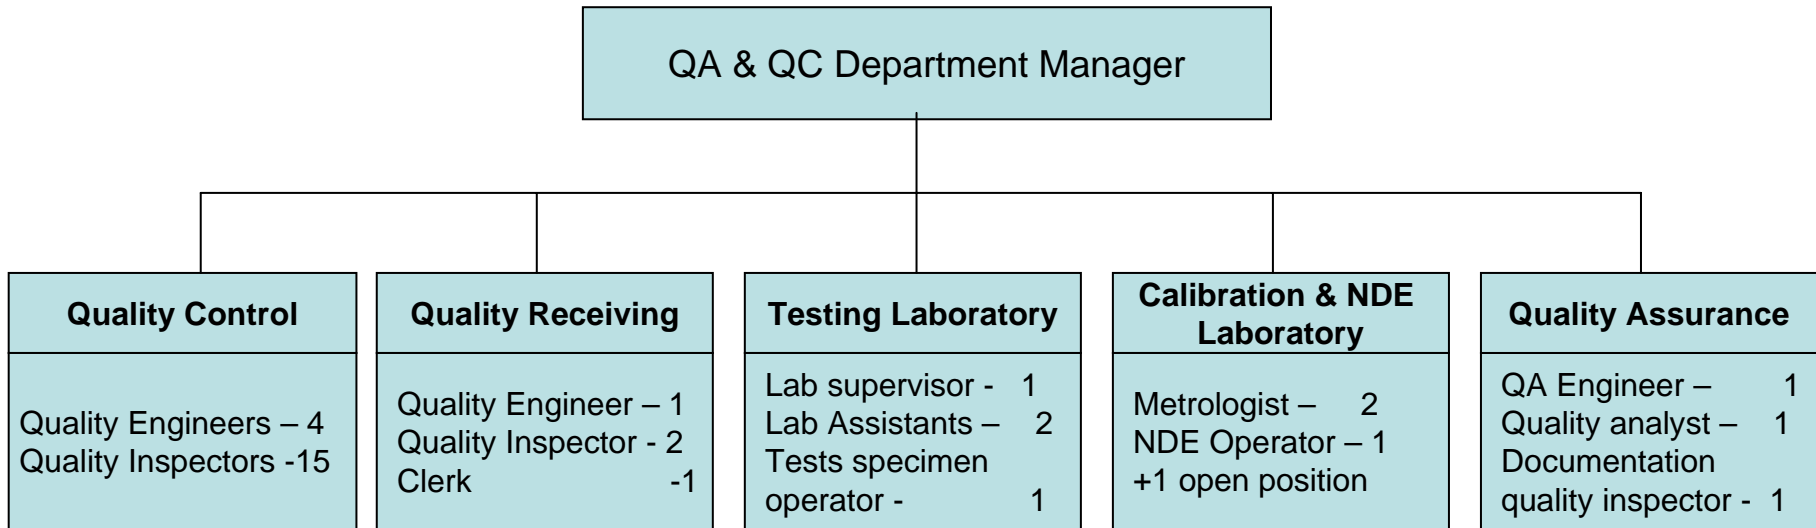 QA & QC Department Manager
Quality Control
Quality Engineers – 4
Quality Inspectors -15
Quality Receiving
Quality Engineer – 1
Quality Inspector - 2
Clerk -1
Testing Laboratory
Lab supervisor - 1
Lab Assistants – 2
Tests specimen
operator - 1
Calibration & NDE
Laboratory
Metrologist – 2
NDE Operator – 1
+1 open position
Quality Assurance
QA Engineer – 1
Quality analyst – 1
Documentation
quality inspector - 1